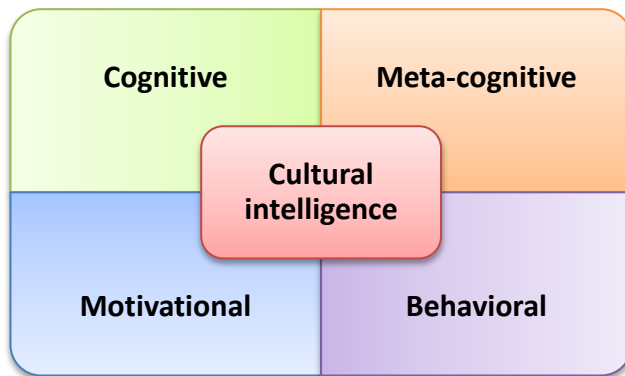 Cognitive
Meta-cognitive
Cultural
intelligence
Motivational
Behavioral